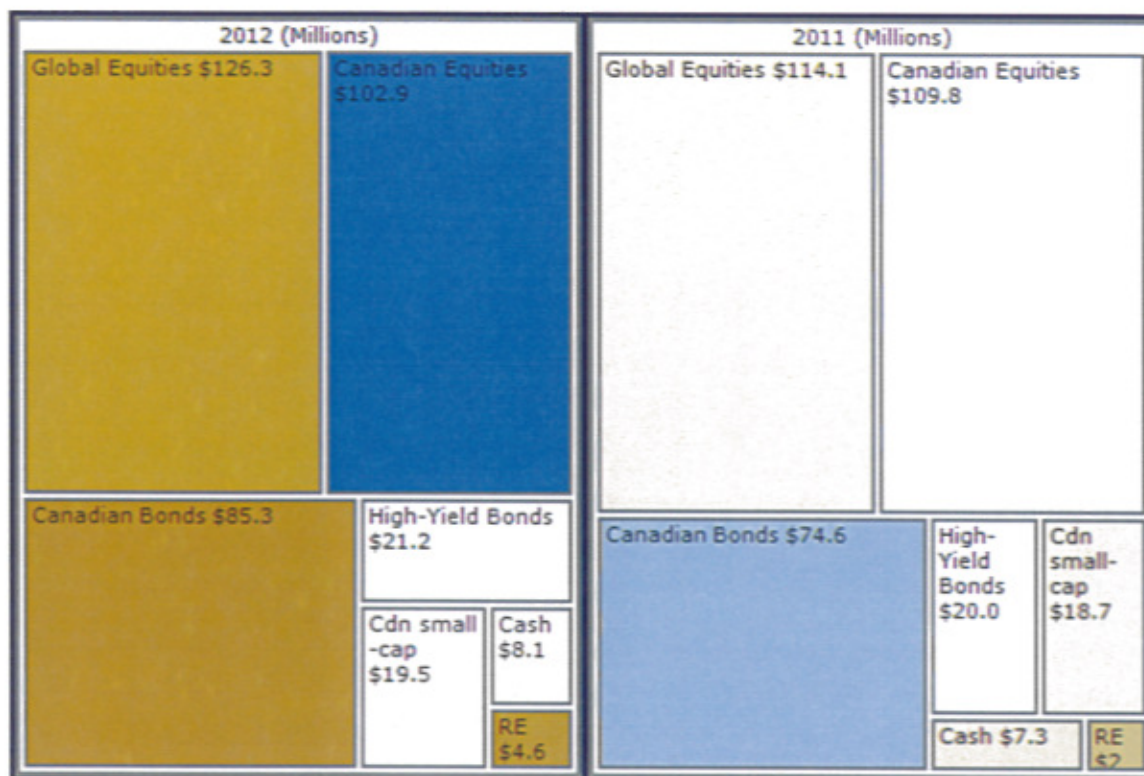 2012 (Millions)
Global Equities $126.3
Canadian Equities
$102.9
Canadian Bonds $85.3
High-Yield Bonds
$21.2
Cdn small
-cap
$19.5
Cash
$8.1
RE
$4.6
2011 (Millions)
Global Equities $114.1
Canadian Equities
$109.8
Canadian Bonds $74.6
High-
Yield
Bonds
$20.0
Cdn
small-
cap
$18.7
Cash $7.3
RE